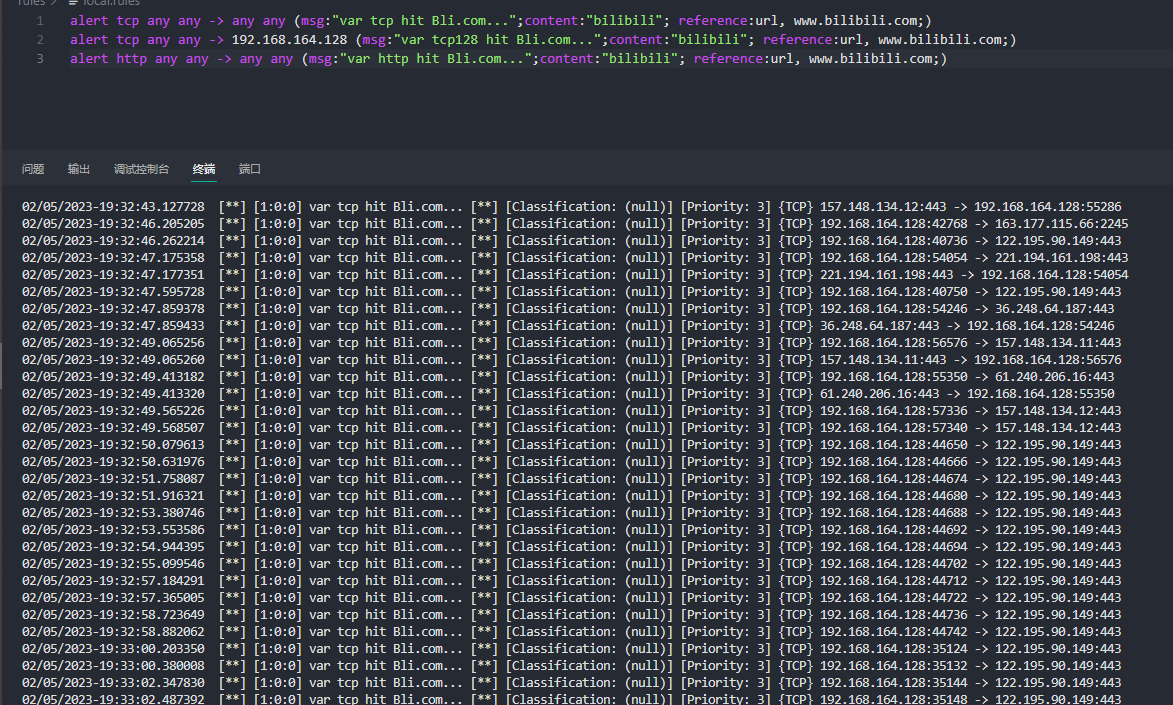 rules > local.rules
1 alert tcp any any -> any any (msg:"var tcp hit Bli.com...";content:"bilibili"; reference:url, www.bilibili.com;)
2 alert tcp any any -> 192.168.164.128 (msg:"var tcp128 hit Bli.com...";content:"bilibili"; reference:url, www.bilibili.com;)
3 alert http any any -> any any (msg:"var http hit Bli.com...";content:"bilibili"; reference:url, www.bilibili.com;)
问题 输出 调试控制台 终端 端口
02/05/2023-19:32:43.127728 [**] [1:0:0] var tcp hit Bli.com... [**] [Classification: (null)] [Priority: 3] {TCP} 157.148.134.12:443 -> 192.168.164.128:55286
02/05/2023-19:32:46.205205 [**] [1:0:0] var tcp hit Bli.com... [**] [Classification: (null)] [Priority: 3] {TCP} 192.168.164.128:42768 -> 163.177.115.66:2245
02/05/2023-19:32:46.262214 [**] [1:0:0] var tcp hit Bli.com... [**] [Classification: (null)] [Priority: 3] {TCP} 192.168.164.128:40736 -> 122.195.90.149:443
02/05/2023-19:32:47.175358 [**] [1:0:0] var tcp hit Bli.com... [**] [Classification: (null)] [Priority: 3] {TCP} 192.168.164.128:54054 -> 221.194.161.198:443
02/05/2023-19:32:47.177351 [**] [1:0:0] var tcp hit Bli.com... [**] [Classification: (null)] [Priority: 3] {TCP} 221.194.161.198:443 -> 192.168.164.128:54054
02/05/2023-19:32:47.595728 [**] [1:0:0] var tcp hit Bli.com... [**] [Classification: (null)] [Priority: 3] {TCP} 192.168.164.128:40750 -> 122.195.90.149:443
02/05/2023-19:32:47.859378 [**] [1:0:0] var tcp hit Bli.com... [**] [Classification: (null)] [Priority: 3] {TCP} 192.168.164.128:54246 -> 36.248.64.187:443
02/05/2023-19:32:47.859433 [**] [1:0:0] var tcp hit Bli.com... [**] [Classification: (null)] [Priority: 3] {TCP} 36.248.64.187:443 -> 192.168.164.128:54246
02/05/2023-19:32:49.065256 [**] [1:0:0] var tcp hit Bli.com... [**] [Classification: (null)] [Priority: 3] {TCP} 192.168.164.128:56576 -> 157.148.134.11:443
02/05/2023-19:32:49.065260 [**] [1:0:0] var tcp hit Bli.com... [**] [Classification: (null)] [Priority: 3] {TCP} 157.148.134.11:443 -> 192.168.164.128:56576
02/05/2023-19:32:49.413182 [**] [1:0:0] var tcp hit Bli.com... [**] [Classification: (null)] [Priority: 3] {TCP} 192.168.164.128:55350 -> 61.240.206.16:443
02/05/2023-19:32:49.413320 [**] [1:0:0] var tcp hit Bli.com... [**] [Classification: (null)] [Priority: 3] {TCP} 61.240.206.16:443 -> 192.168.164.128:55350
02/05/2023-19:32:49.565226 [**] [1:0:0] var tcp hit Bli.com... [**] [Classification: (null)] [Priority: 3] {TCP} 192.168.164.128:57336 -> 157.148.134.12:443
02/05/2023-19:32:49.568507 [**] [1:0:0] var tcp hit Bli.com... [**] [Classification: (null)] [Priority: 3] {TCP} 192.168.164.128:57340 -> 157.148.134.12:443
02/05/2023-19:32:50.079613 [**] [1:0:0] var tcp hit Bli.com... [**] [Classification: (null)] [Priority: 3] {TCP} 192.168.164.128:44650 -> 122.195.90.149:443
02/05/2023-19:32:50.631976 [**] [1:0:0] var tcp hit Bli.com... [**] [Classification: (null)] [Priority: 3] {TCP} 192.168.164.128:44666 -> 122.195.90.149:443
02/05/2023-19:32:51.758087 [**] [1:0:0] var tcp hit Bli.com... [**] [Classification: (null)] [Priority: 3] {TCP} 192.168.164.128:44674 -> 122.195.90.149:443
02/05/2023-19:32:51.916321 [**] [1:0:0] var tcp hit Bli.com... [**] [Classification: (null)] [Priority: 3] {TCP} 192.168.164.128:44680 -> 122.195.90.149:443
02/05/2023-19:32:53.380746 [**] [1:0:0] var tcp hit Bli.com... [**] [Classification: (null)] [Priority: 3] {TCP} 192.168.164.128:44688 -> 122.195.90.149:443
02/05/2023-19:32:53.553586 [**] [1:0:0] var tcp hit Bli.com... [**] [Classification: (null)] [Priority: 3] {TCP} 192.168.164.128:44692 -> 122.195.90.149:443
02/05/2023-19:32:54.944395 [**] [1:0:0] var tcp hit Bli.com... [**] [Classification: (null)] [Priority: 3] {TCP} 192.168.164.128:44694 -> 122.195.90.149:443
02/05/2023-19:32:55.099546 [**] [1:0:0] var tcp hit Bli.com... [**] [Classification: (null)] [Priority: 3] {TCP} 192.168.164.128:44702 -> 122.195.90.149:443
02/05/2023-19:32:57.184291 [**] [1:0:0] var tcp hit Bli.com... [**] [Classification: (null)] [Priority: 3] {TCP} 192.168.164.128:44712 -> 122.195.90.149:443
02/05/2023-19:32:57.365005 [**] [1:0:0] var tcp hit Bli.com... [**] [Classification: (null)] [Priority: 3] {TCP} 192.168.164.128:44722 -> 122.195.90.149:443
02/05/2023-19:32:58.723649 [**] [1:0:0] var tcp hit Bli.com... [**] [Classification: (null)] [Priority: 3] {TCP} 192.168.164.128:44736 -> 122.195.90.149:443
02/05/2023-19:32:58.882062 [**] [1:0:0] var tcp hit Bli.com... [**] [Classification: (null)] [Priority: 3] {TCP} 192.168.164.128:44742 -> 122.195.90.149:443
02/05/2023-19:33:00.203350 [**] [1:0:0] var tcp hit Bli.com... [**] [Classification: (null)] [Priority: 3] {TCP} 192.168.164.128:35124 -> 122.195.90.149:443
02/05/2023-19:33:00.380008 [**] [1:0:0] var tcp hit Bli.com... [**] [Classification: (null)] [Priority: 3] {TCP} 192.168.164.128:35132 -> 122.195.90.149:443
02/05/2023-19:33:02.347830 [**] [1:0:0] var tcp hit Bli.com... [**] [Classification: (null)] [Priority: 3] {TCP} 192.168.164.128:35144 -> 122.195.90.149:443
02/05/2023-19:33:02.487392 [**] [1:0:0] var tcp hit Bli.com... [**] [Classification: (null)] [Priority: 3] {TCP} 192.168.164.128:35148 -> 122.195.90.149:443